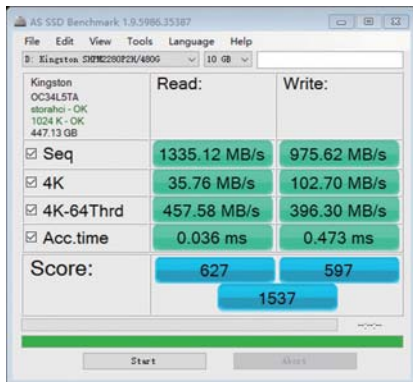 AS SSD Benchmark 1.9.5986.35387
File Edit View Tools Language Help
D: Kingston SHPM2280P2H/480G 10 GB
Kingston
OC34L5TA
storahci - OK
1024 K - OK
447.13 GB
Read: Write:
Seq 1335.12 MB/s 975.62 MB/s
4K 35.76 MB/s 102.70 MB/s
4K-64Thrd 457.58 MB/s 396.30 MB/s
Acc.time 0.036 ms 0.473 ms
Score: 627 597
1537
--:--:--
Start Abort